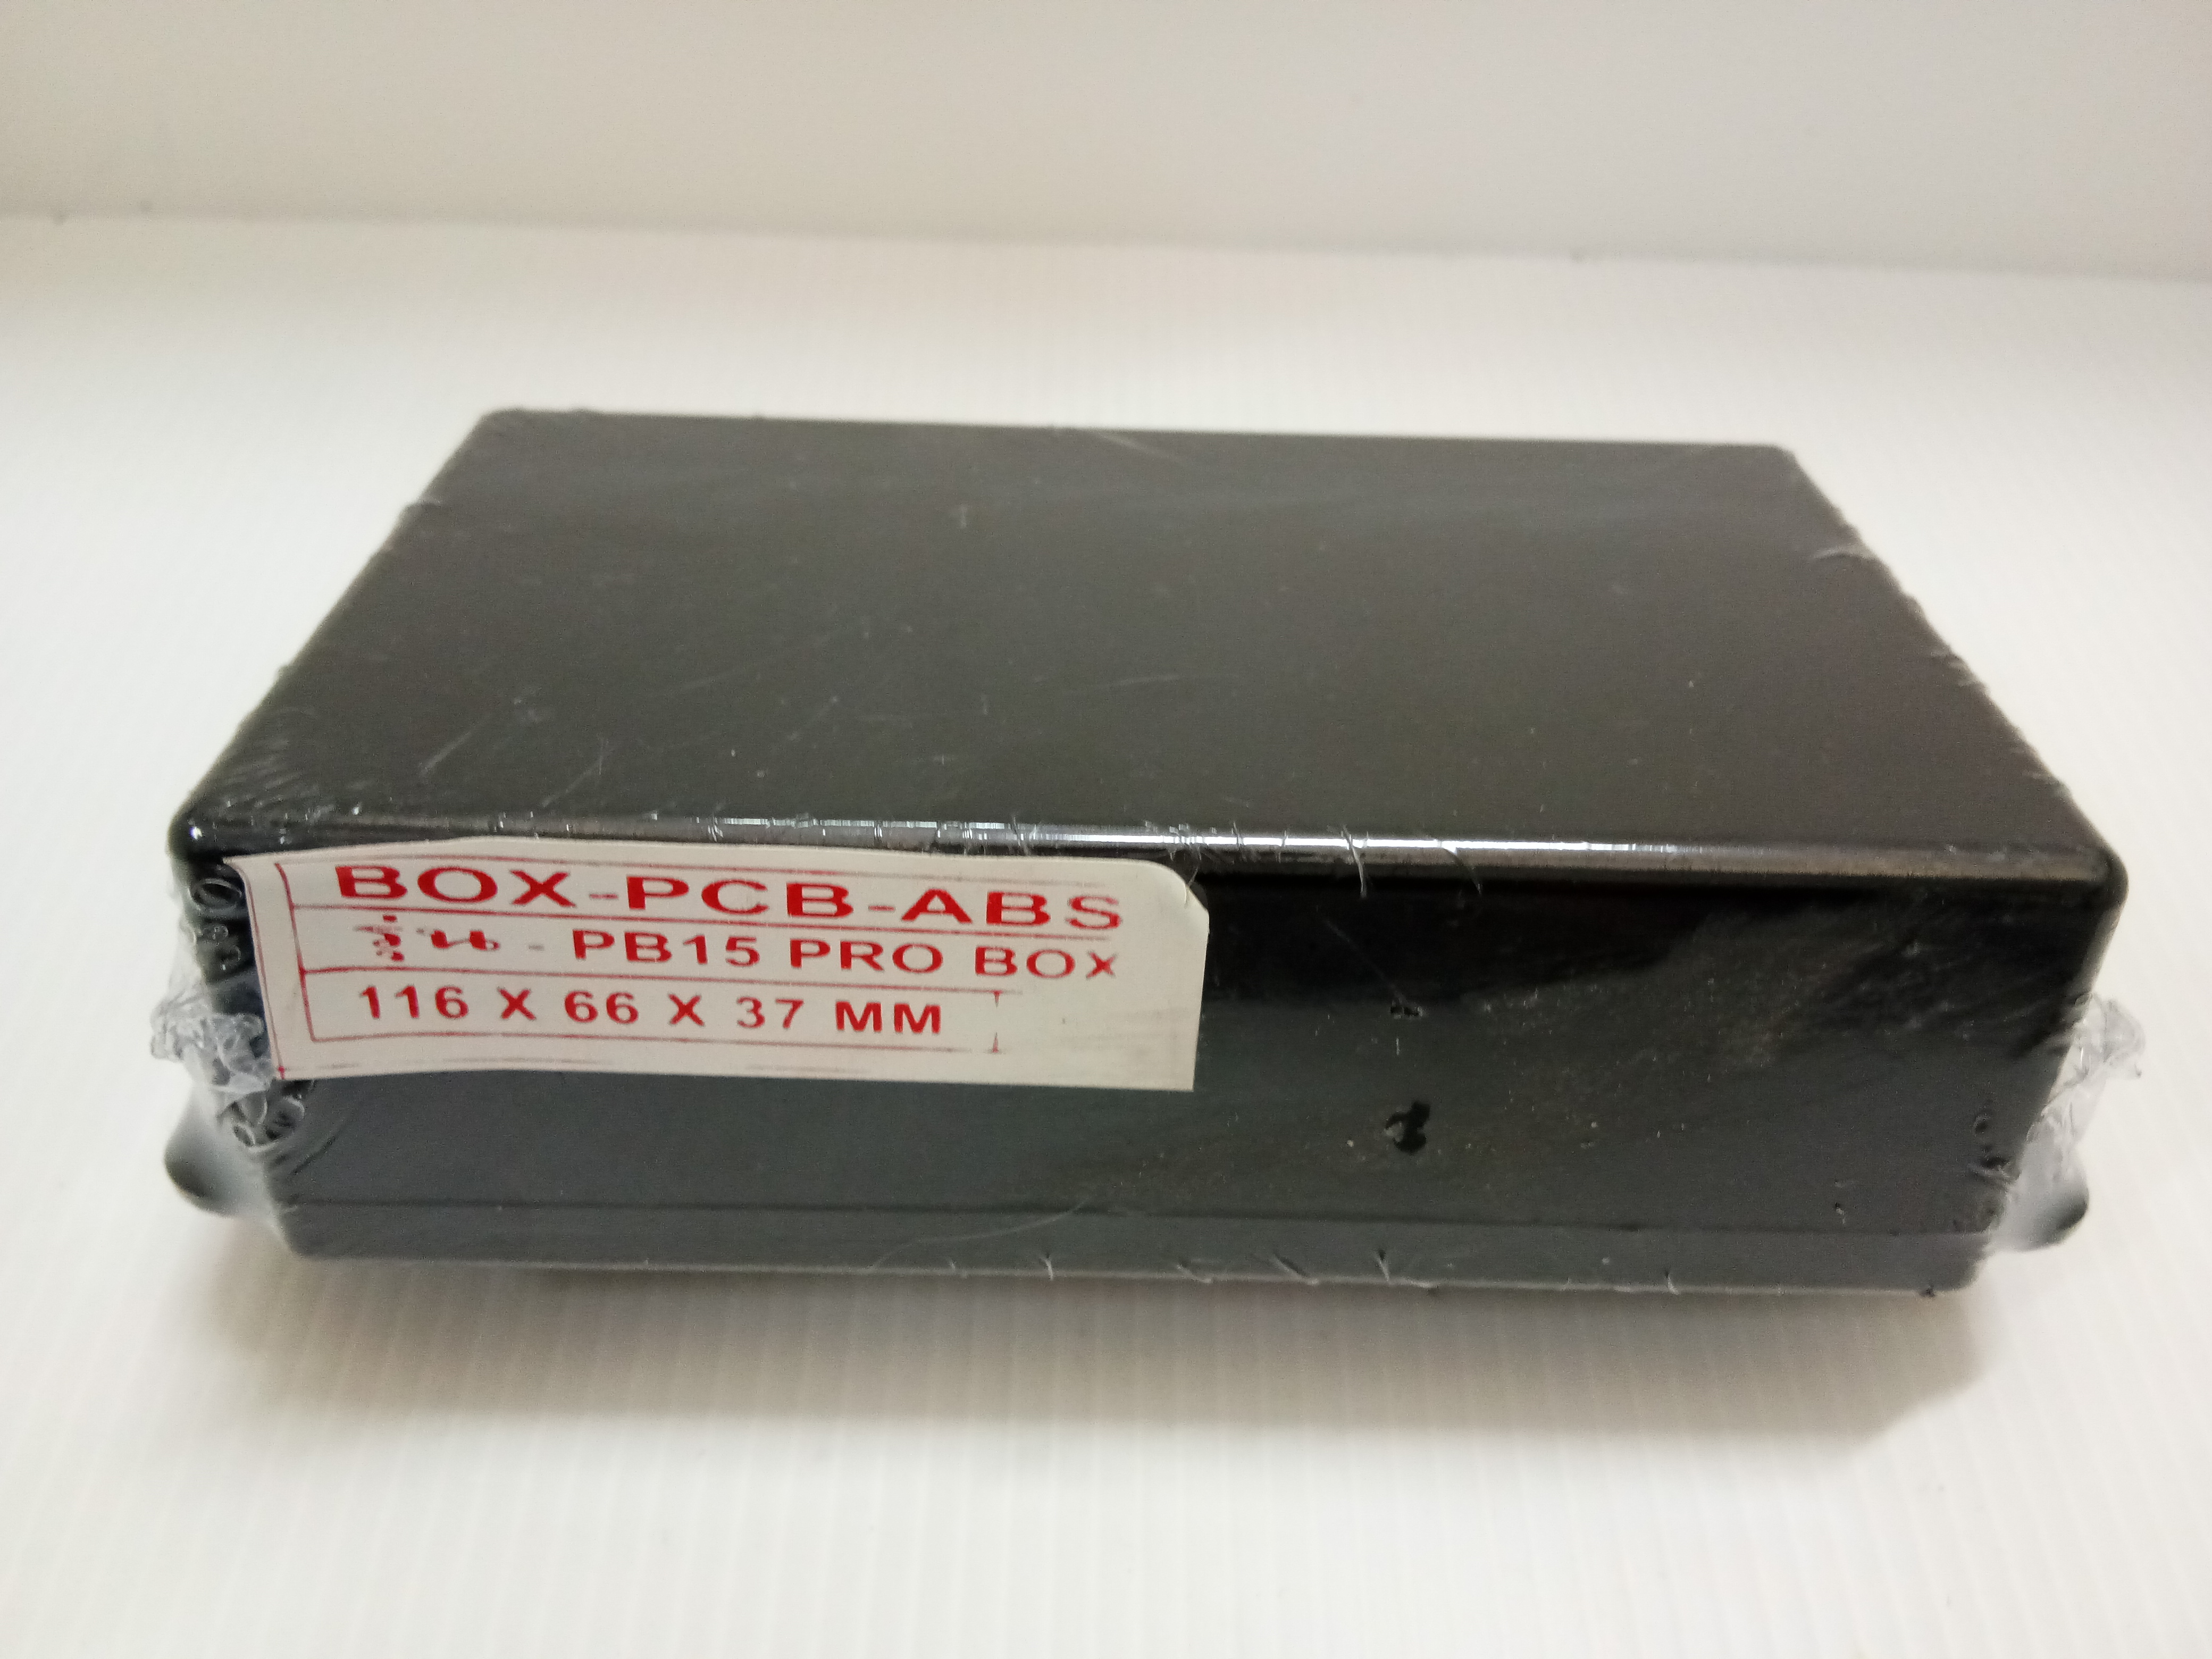 BOX-PCB-ABS
รุ่น - PB15 PRO BOX
116 X 66 X 37 MM